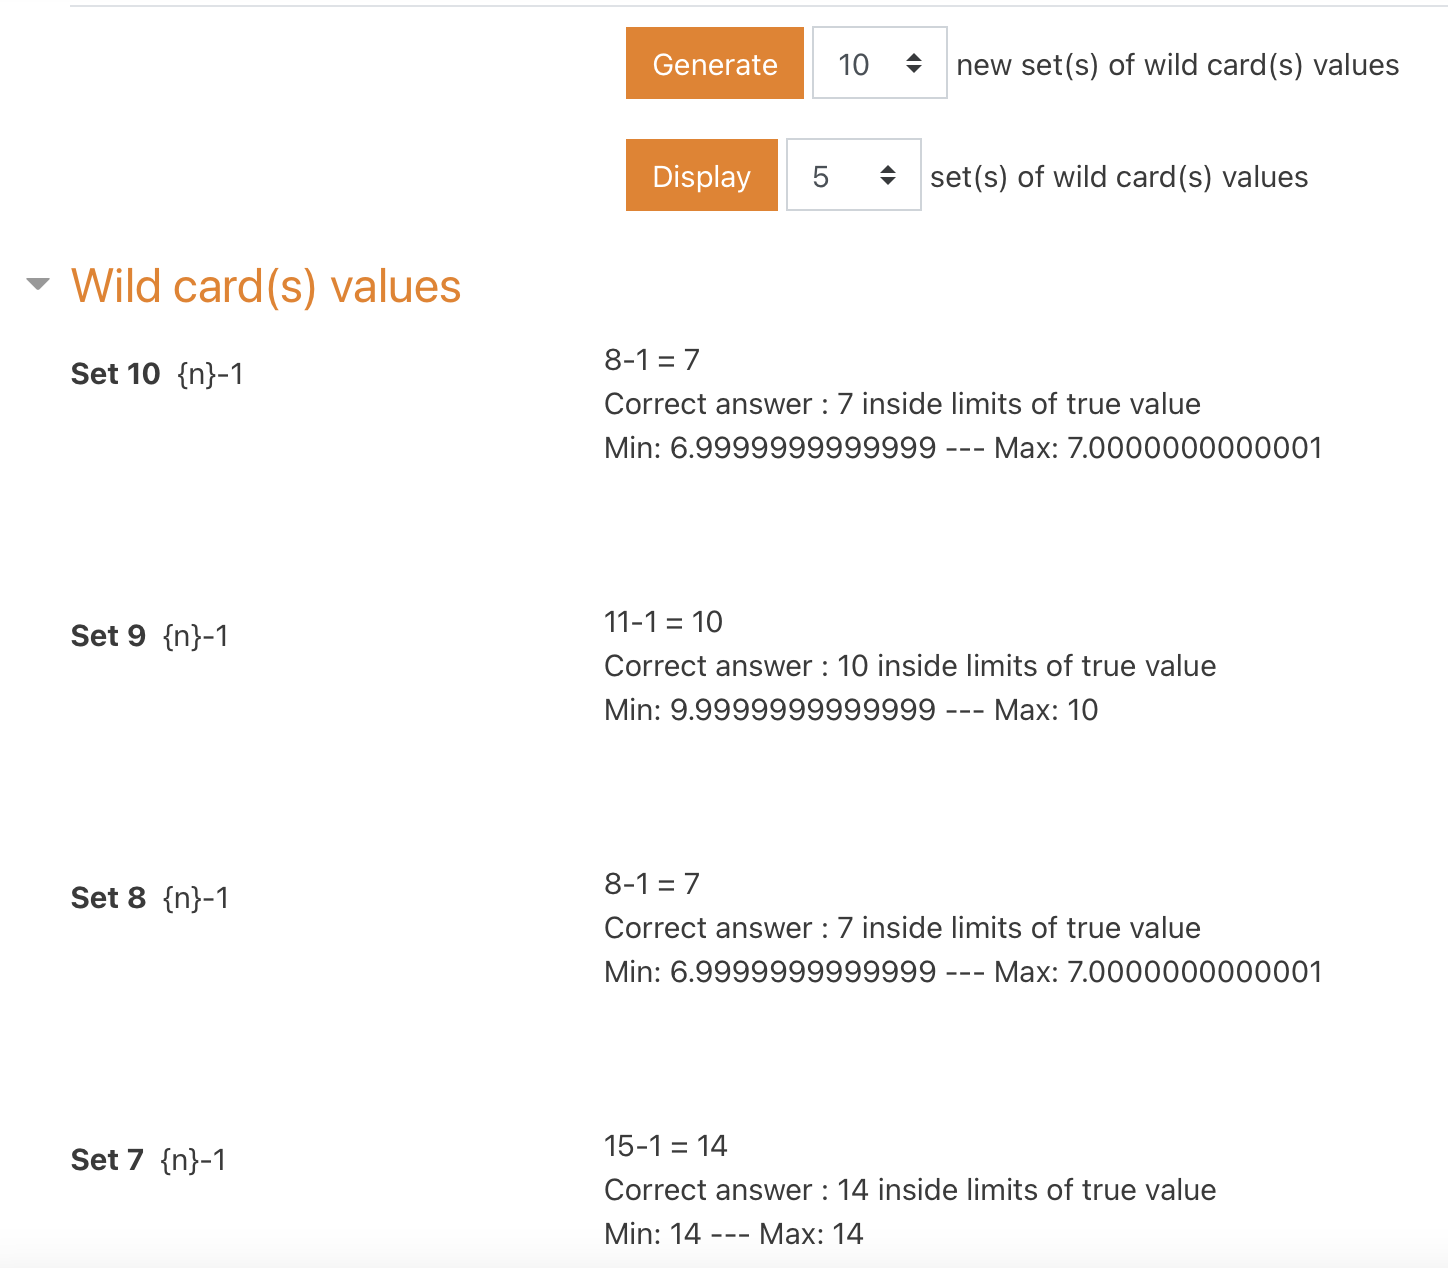 Generate 10 new set(s) of wild card(s) values
Display 5 set(s) of wild card(s) values
Wild card(s) values
Set 10 {n}-1
8-1 = 7
Correct answer : 7 inside limits of true value
Min: 6.9999999999999 --- Max: 7.0000000000001
Set 9 {n}-1
11-1 = 10
Correct answer : 10 inside limits of true value
Min: 9.9999999999999 --- Max: 10
Set 8 {n}-1
8-1 = 7
Correct answer : 7 inside limits of true value
Min: 6.9999999999999 --- Max: 7.0000000000001
Set 7 {n}-1
15-1 = 14
Correct answer : 14 inside limits of true value
Min: 14 --- Max: 14